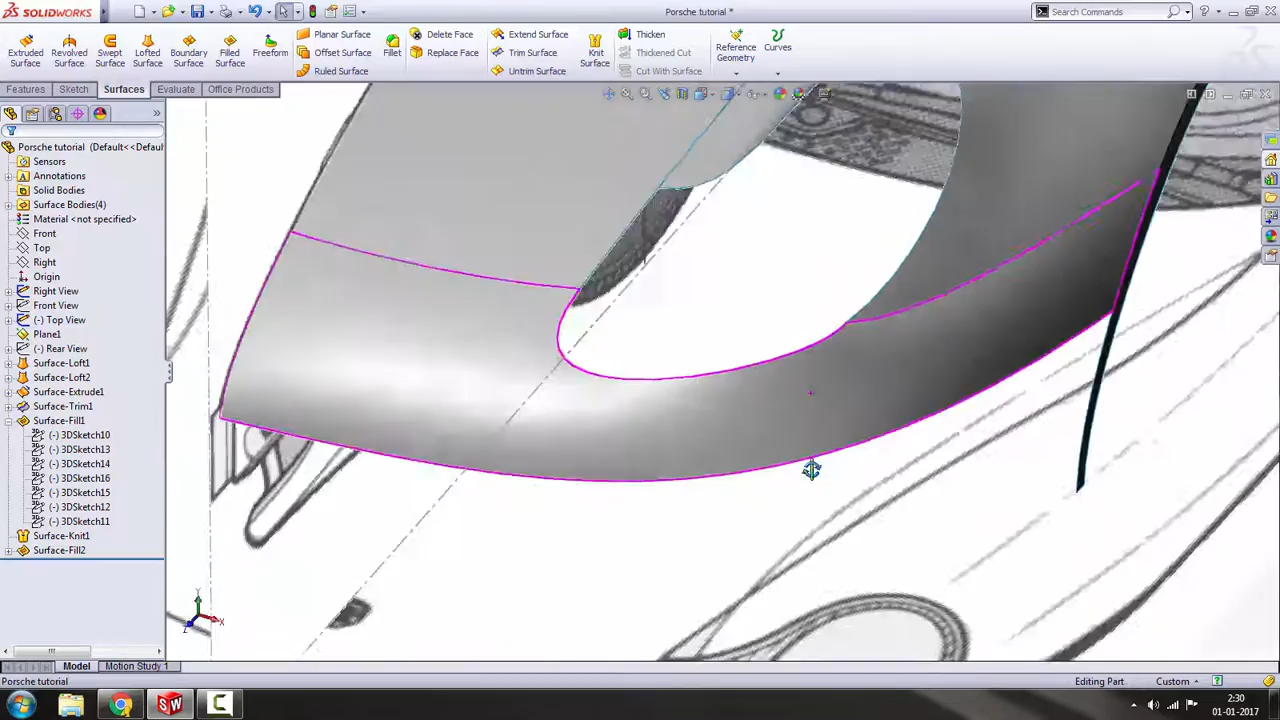 SOLIDWORKS
Porsche tutorial *
Search Commands
Extruded Surface
Revolved Surface
Swept Surface
Lofted Surface
Boundary Surface
Filled Surface
Freeform
Planar Surface
Offset Surface
Ruled Surface
Fillet
Delete Face
Replace Face
Extend Surface
Trim Surface
Untrim Surface
Knit Surface
Thicken
Thickened Cut
Cut With Surface
Reference Geometry
Curves
Features
Sketch
Surfaces
Evaluate
Office Products
Porsche tutorial (Default<<Defaul
Sensors
Annotations
Solid Bodies
Surface Bodies(4)
Material <not specified>
Front
Top
Right
Origin
Right View
Front View
(-) Top View
Plane1
(-) Rear View
Surface-Loft1
Surface-Loft2
Surface-Extrude1
Surface-Trim1
Surface-Fill1
(-) 3DSketch10
(-) 3DSketch13
(-) 3DSketch14
(-) 3DSketch16
(-) 3DSketch15
(-) 3DSketch12
(-) 3DSketch11
Surface-Knit1
Surface-Fill2
Y
X
Z
Model
Motion Study 1
Porsche tutorial
Editing Part
Custom
2:30
01-01-2017